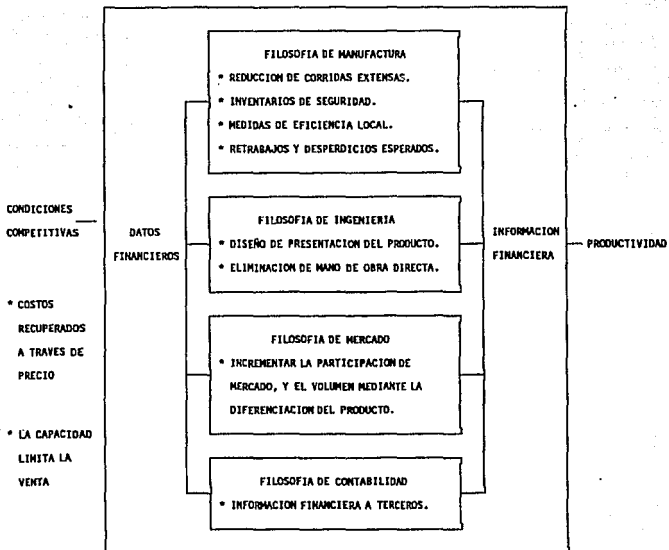 FILOSOFIA DE MANUFACTURA
* REDUCCION DE CORRIDAS EXTENSAS.
* INVENTARIOS DE SEGURIDAD.
* MEDIDAS DE EFICIENCIA LOCAL.
* RETRABAJOS Y DESPERDICIOS ESPERADOS.
CONDICIONES
COMPETITIVAS
* COSTOS
RECUPERADOS
A TRAVES DE
PRECIO
* LA CAPACIDAD
LIMITA LA
VENTA
DATOS
FINANCIEROS
FILOSOFIA DE INGENIERIA
* DISEÑO DE PRESENTACION DEL PRODUCTO.
* ELIMINACION DE MANO DE OBRA DIRECTA.
FILOSOFIA DE MERCADO
* INCREMENTAR LA PARTICIPACION DE
MERCADO, Y EL VOLUMEN MEDIANTE LA
DIFERENCIACION DEL PRODUCTO.
FILOSOFIA DE CONTABILIDAD
* INFORMACION FINANCIERA A TERCEROS.
INFORMACION
FINANCIERA
PRODUCTIVIDAD